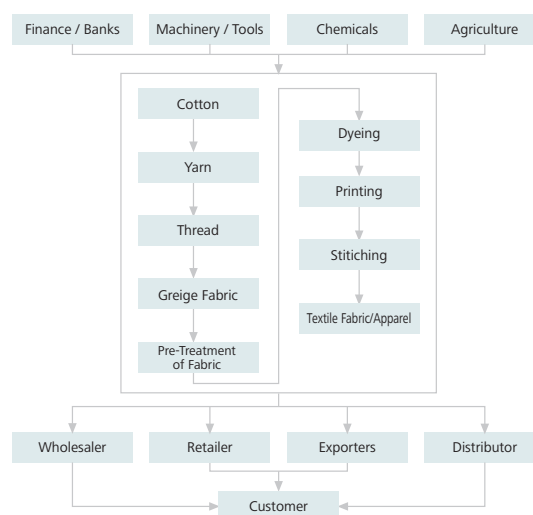 Finance / Banks
Machinery / Tools
Chemicals
Agriculture
Cotton
Yarn
Thread
Greige Fabric
Pre-Treatment
of Fabric
Dyeing
Printing
Stitiching
Textile Fabric/Apparel
Wholesaler
Retailer
Exporters
Distributor
Customer